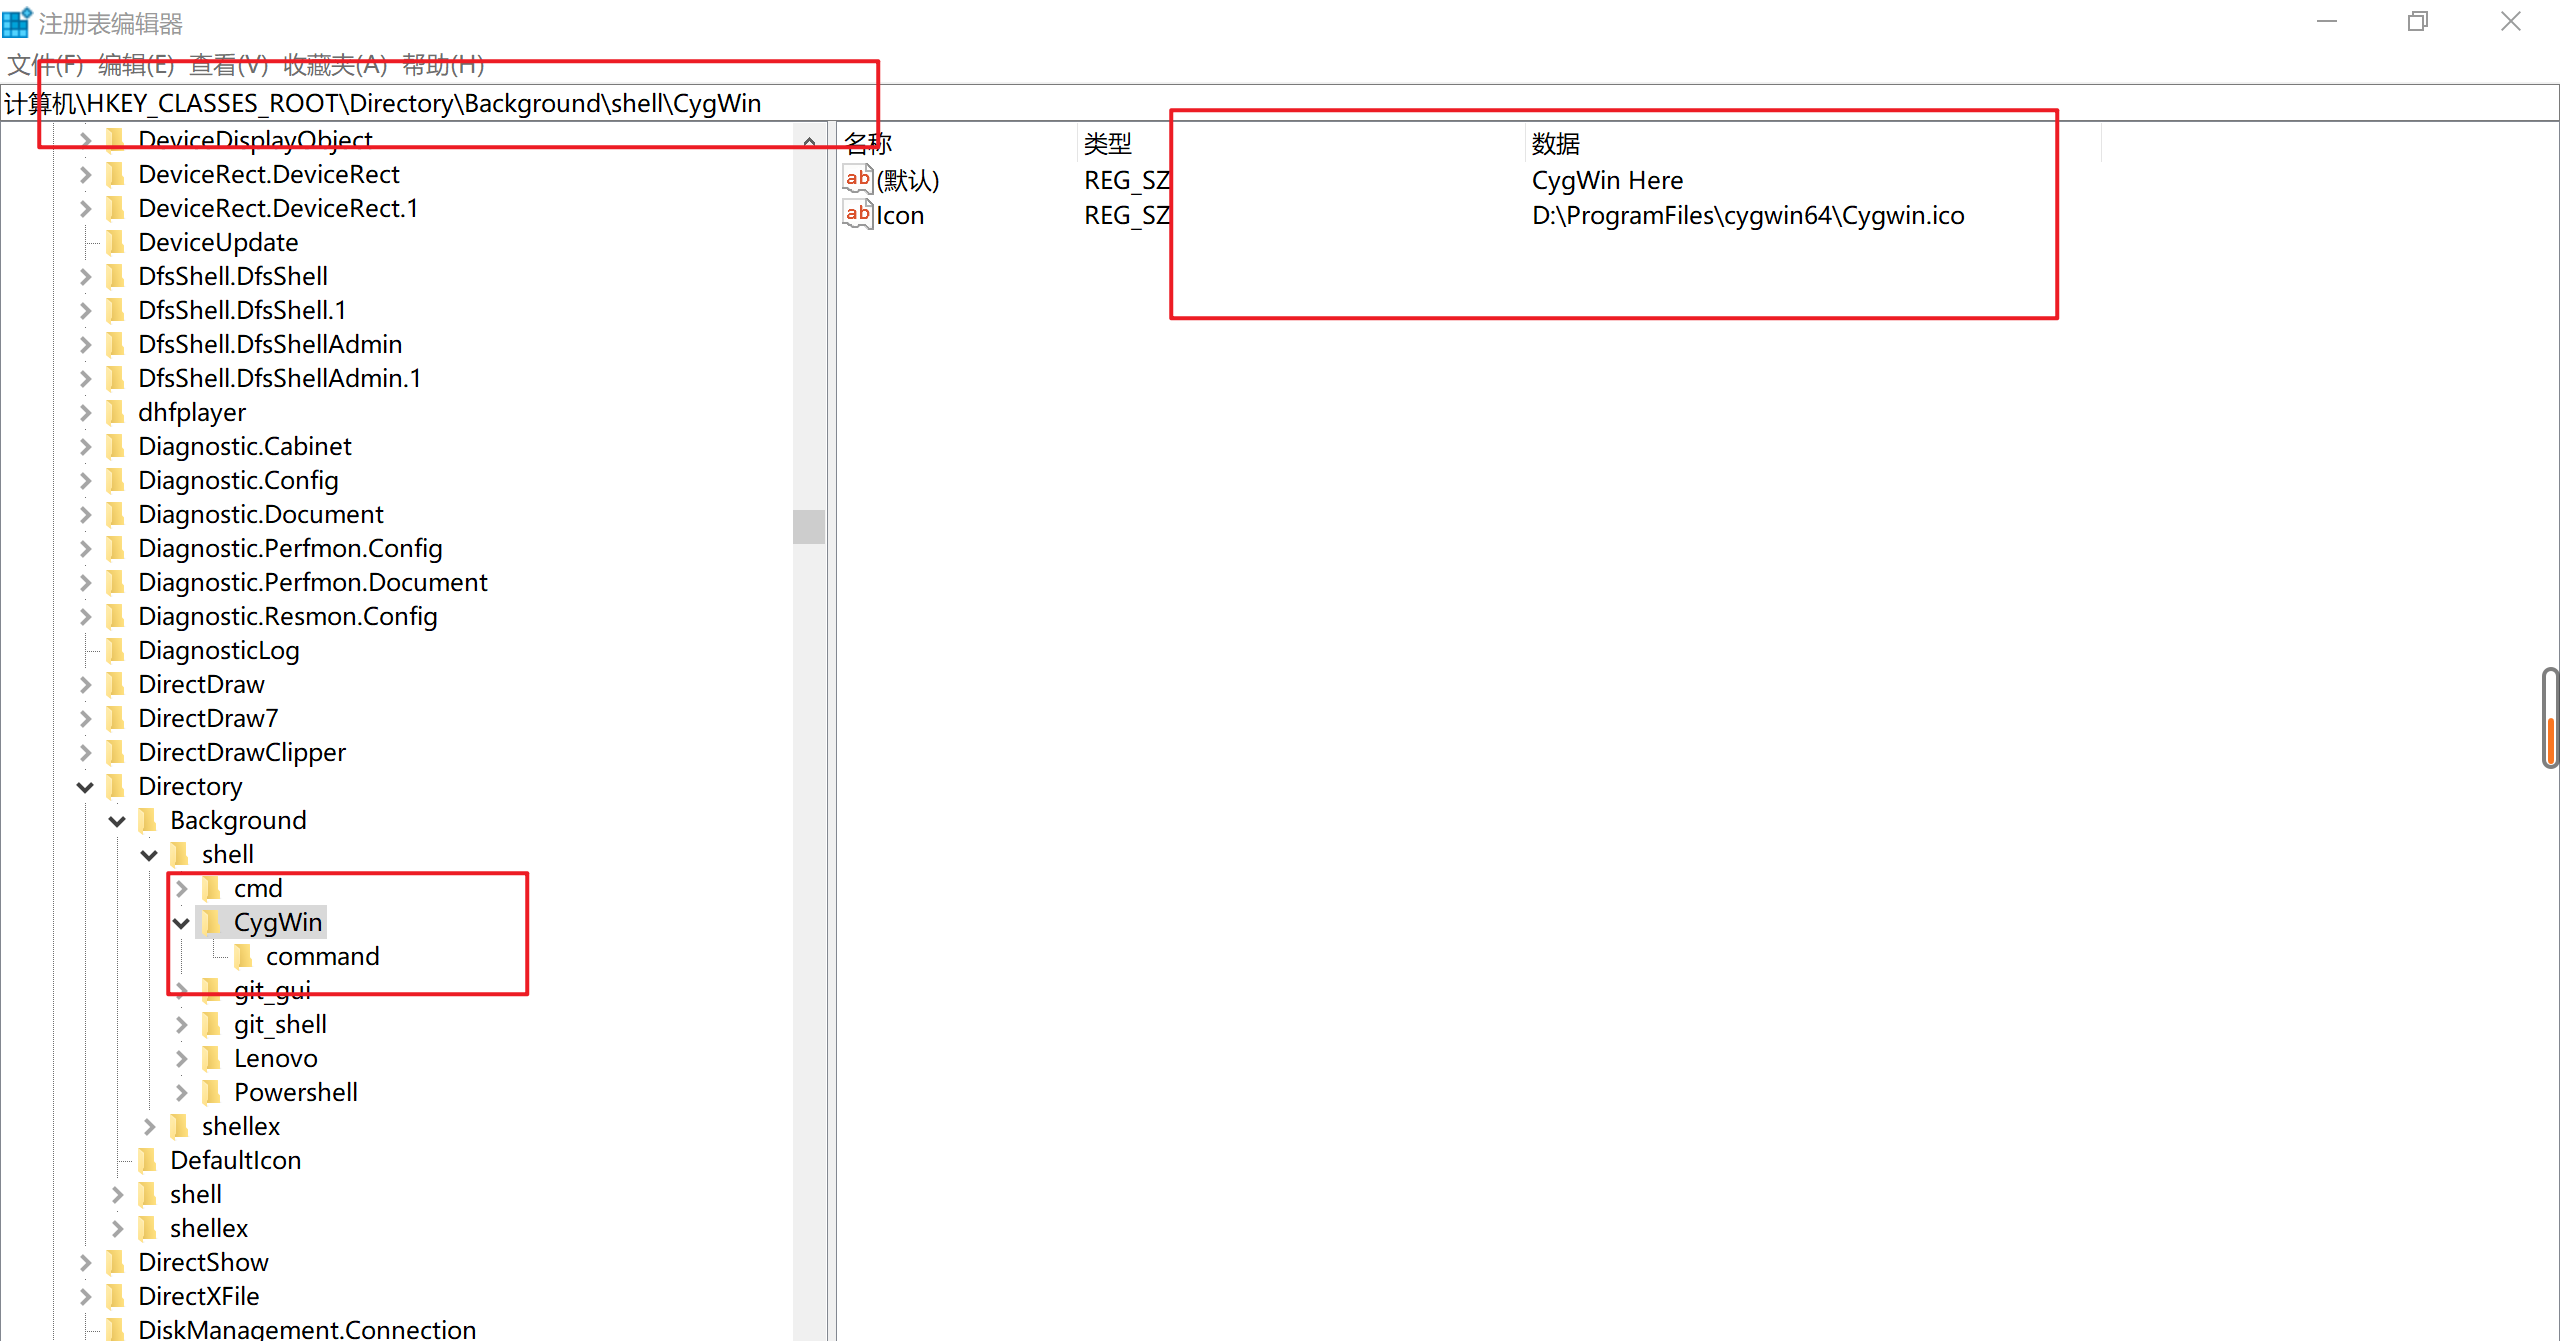 注册表编辑器
文件(F) 编辑(E) 查看(V) 收藏夹(A) 帮助(H)
计算机\HKEY_CLASSES_ROOT\Directory\Background\shell\CygWin
DeviceDisplayObject
DeviceRect.DeviceRect
DeviceRect.DeviceRect.1
DeviceUpdate
DfsShell.DfsShell
DfsShell.DfsShell.1
DfsShell.DfsShellAdmin
DfsShell.DfsShellAdmin.1
dhfplayer
Diagnostic.Cabinet
Diagnostic.Config
Diagnostic.Document
Diagnostic.Perfmon.Config
Diagnostic.Perfmon.Document
Diagnostic.Resmon.Config
DiagnosticLog
DirectDraw
DirectDraw7
DirectDrawClipper
Directory
Background
shell
cmd
CygWin
command
git_gui
git_shell
Lenovo
Powershell
shellex
DefaultIcon
shell
shellex
DirectShow
DirectXFile
DiskManagement.Connection
名称 类型 数据
ab (默认) REG_SZ CygWin Here
ab Icon REG_SZ D:\ProgramFiles\cygwin64\Cygwin.ico